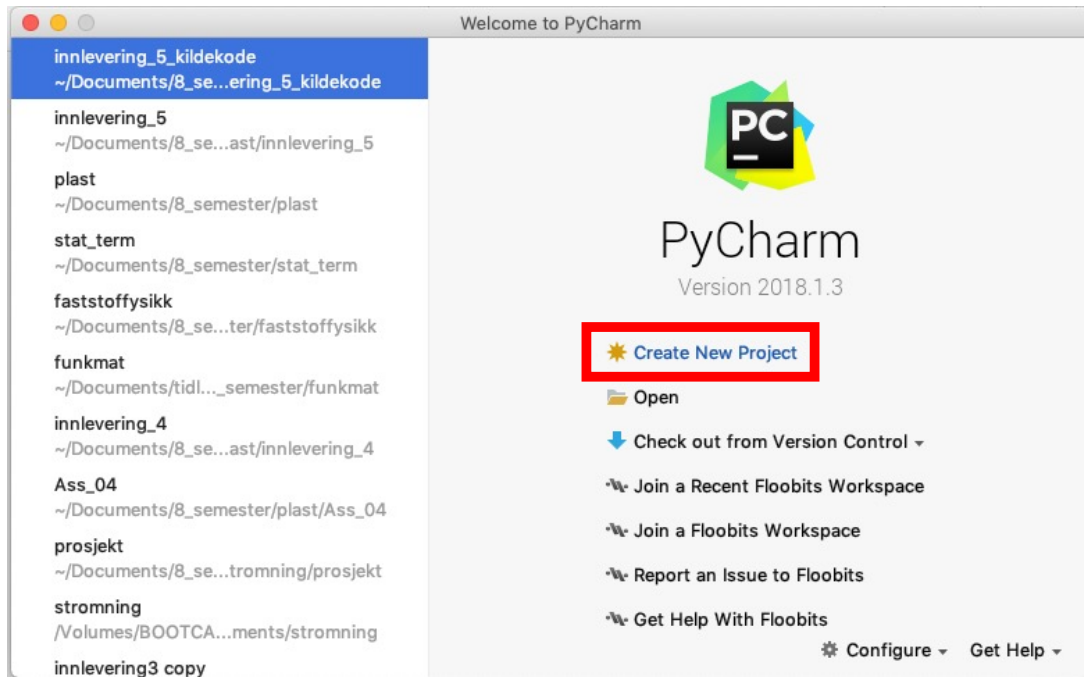 Welcome to PyCharm
innlevering_5_kildekode
~/Documents/8_se...ering_5_kildekode
innlevering_5
~/Documents/8_se...ast/innlevering_5
plast
~/Documents/8_semester/plast
stat_term
~/Documents/8_semester/stat_term
faststoffysikk
~/Documents/8_se...ter/faststoffysikk
funkmat
~/Documents/tidl..._semester/funkmat
innlevering_4
~/Documents/8_se...ast/innlevering_4
Ass_04
~/Documents/8_semester/plast/Ass_04
prosjekt
~/Documents/8_se...tromning/prosjekt
stromning
/Volumes/BOOTCA...ments/stromning
innlevering3 copy
PC
PyCharm
Version 2018.1.3
Create New Project
Open
Check out from Version Control
Join a Recent Floobits Workspace
Join a Floobits Workspace
Report an Issue to Floobits
Get Help With Floobits
Configure Get Help